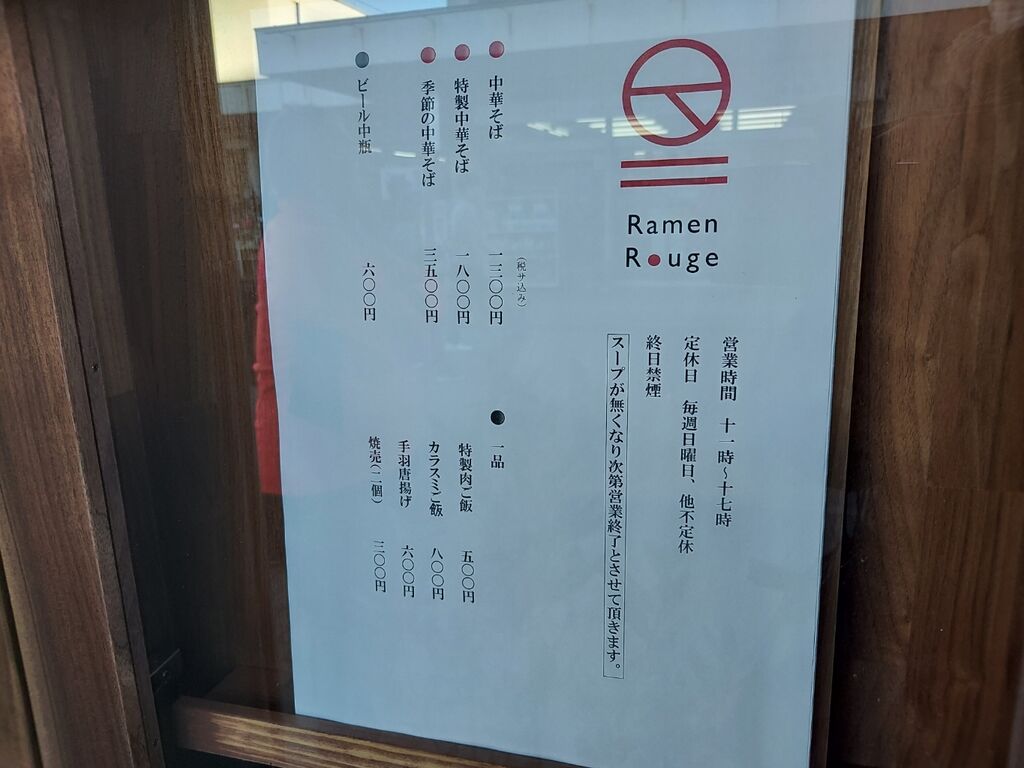 Ramen
Rouge
営業時間 十一時～十七時
定休日 毎週日曜日、他不定休
終日禁煙
スープが無くなり次第営業終了とさせて頂きます。
(税サ込み)
中華そば 一三〇〇円
特製中華そば 一八〇〇円
季節の中華そば 三五〇〇円
ビール中瓶 六〇〇円
一品
特製肉ご飯 五〇〇円
カラスミご飯 八〇〇円
手羽唐揚げ 六〇〇円
焼売(二個) 三〇〇円